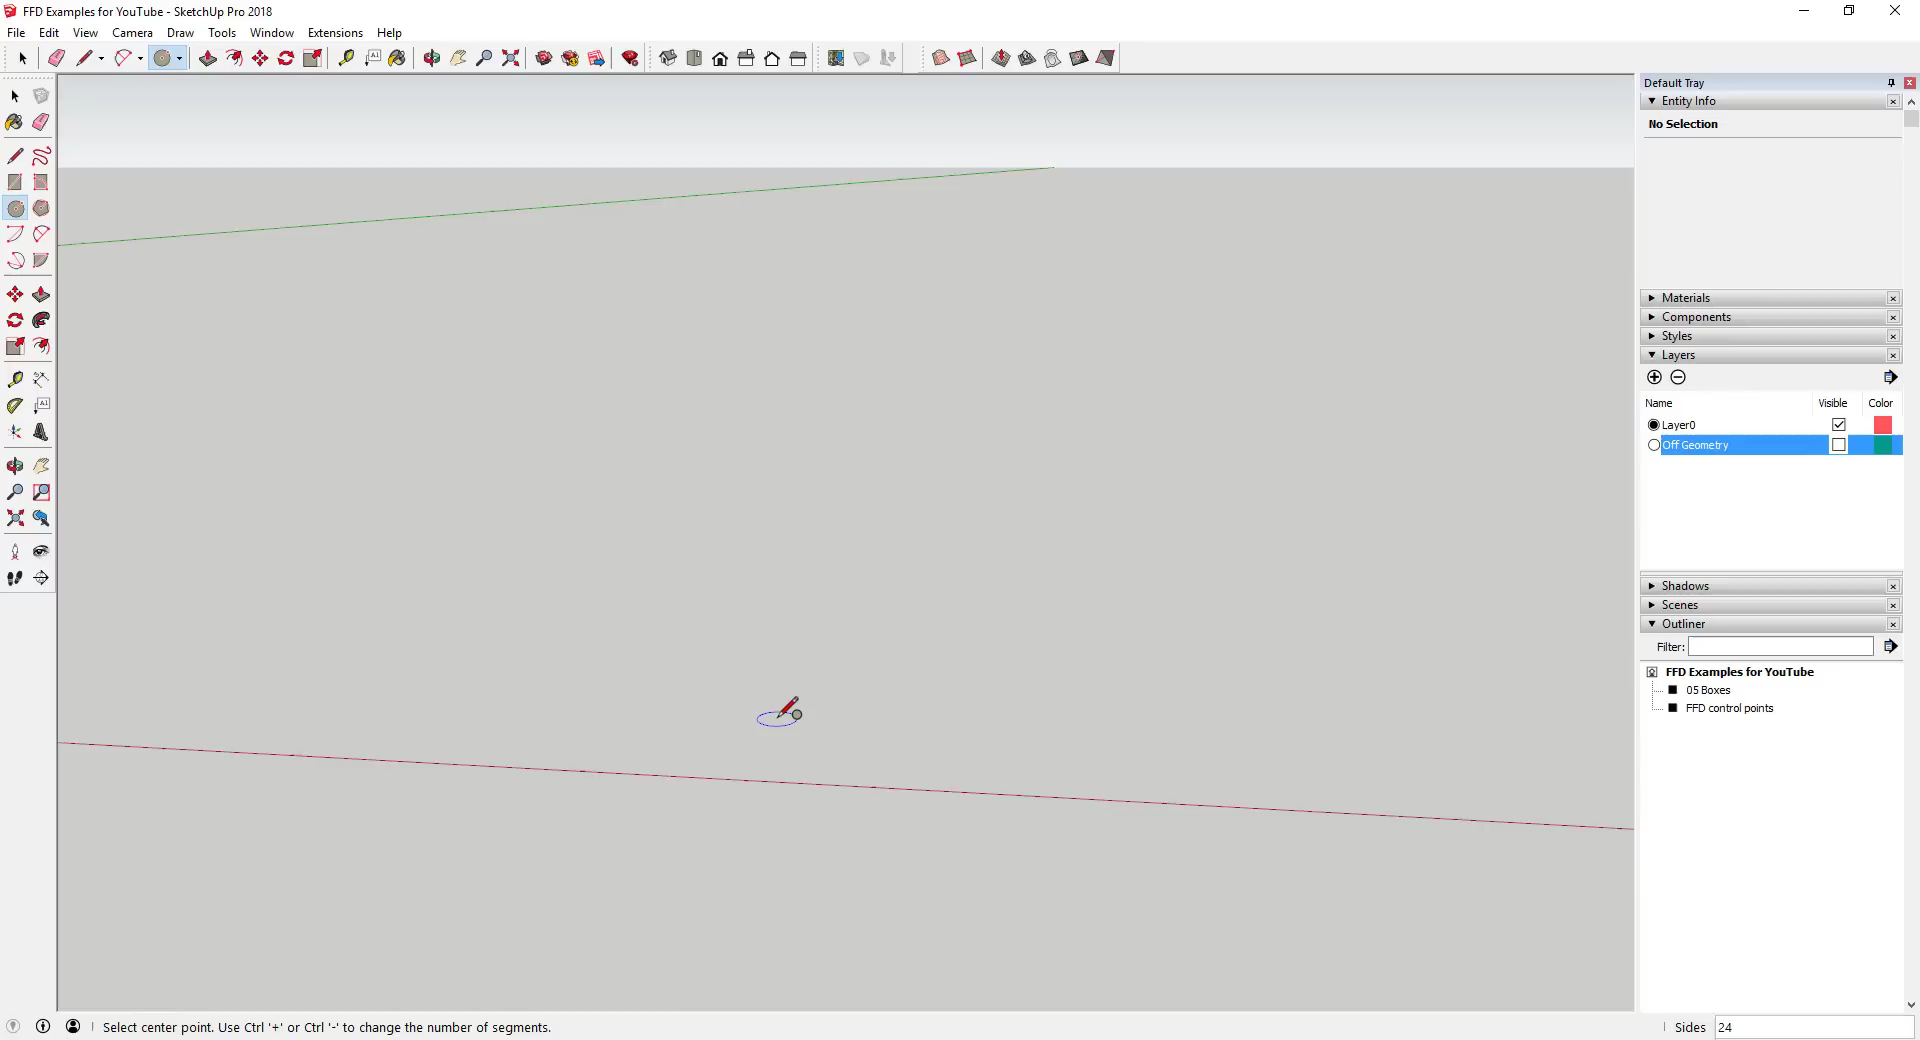 FFD Examples for YouTube - SketchUp Pro 2018
File Edit View Camera Draw Tools Window Extensions Help
Default Tray
Entity Info
No Selection
Materials
Components
Styles
Layers
Name Visible Color
Layer0
Off Geometry
Shadows
Scenes
Outliner
Filter:
FFD Examples for YouTube
05 Boxes
FFD control points
Select center point. Use Ctrl '+' or Ctrl '-' to change the number of segments.
Sides 24